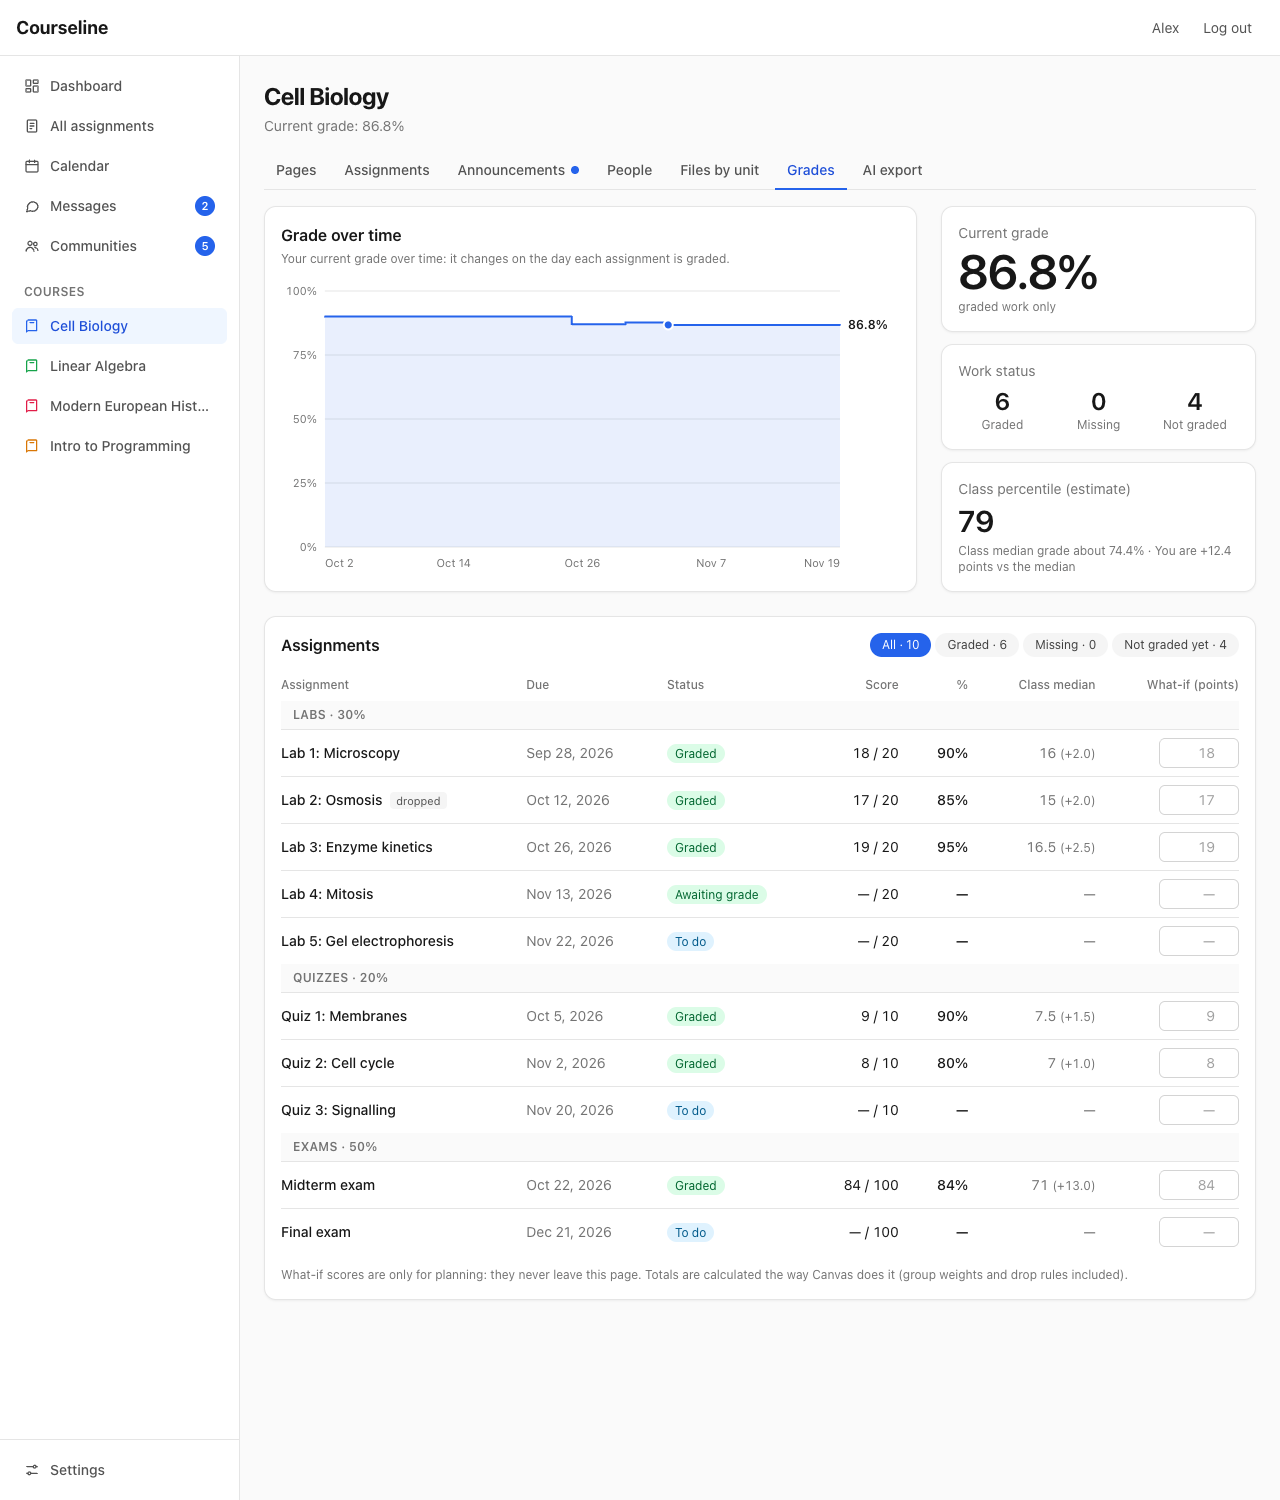 Courseline
Alex
Log out
Dashboard
All assignments
Calendar
Messages 2
Communities 5
COURSES
Cell Biology
Linear Algebra
Modern European Hist...
Intro to Programming
Settings
Cell Biology
Current grade: 86.8%
Pages Assignments Announcements People Files by unit Grades AI export
Grade over time
Your current grade over time: it changes on the day each assignment is graded.
100%
75%
50%
25%
0%
86.8%
Oct 2 Oct 14 Oct 26 Nov 7 Nov 19
Current grade
86.8%
graded work only
Work status
6 0 4
Graded Missing Not graded
Class percentile (estimate)
79
Class median grade about 74.4% · You are +12.4
points vs the median
Assignments
All · 10 Graded · 6 Missing · 0 Not graded yet · 4
Assignment Due Status Score % Class median What-if (points)
LABS · 30%
Lab 1: Microscopy Sep 28, 2026 Graded 18 / 20 90% 16 (+2.0) 18
Lab 2: Osmosis dropped Oct 12, 2026 Graded 17 / 20 85% 15 (+2.0) 17
Lab 3: Enzyme kinetics Oct 26, 2026 Graded 19 / 20 95% 16.5 (+2.5) 19
Lab 4: Mitosis Nov 13, 2026 Awaiting grade — / 20 — — —
Lab 5: Gel electrophoresis Nov 22, 2026 To do — / 20 — — —
QUIZZES · 20%
Quiz 1: Membranes Oct 5, 2026 Graded 9 / 10 90% 7.5 (+1.5) 9
Quiz 2: Cell cycle Nov 2, 2026 Graded 8 / 10 80% 7 (+1.0) 8
Quiz 3: Signalling Nov 20, 2026 To do — / 10 — — —
EXAMS · 50%
Midterm exam Oct 22, 2026 Graded 84 / 100 84% 71 (+13.0) 84
Final exam Dec 21, 2026 To do — / 100 — — —
What-if scores are only for planning: they never leave this page. Totals are calculated the way Canvas does it (group weights and drop rules included).